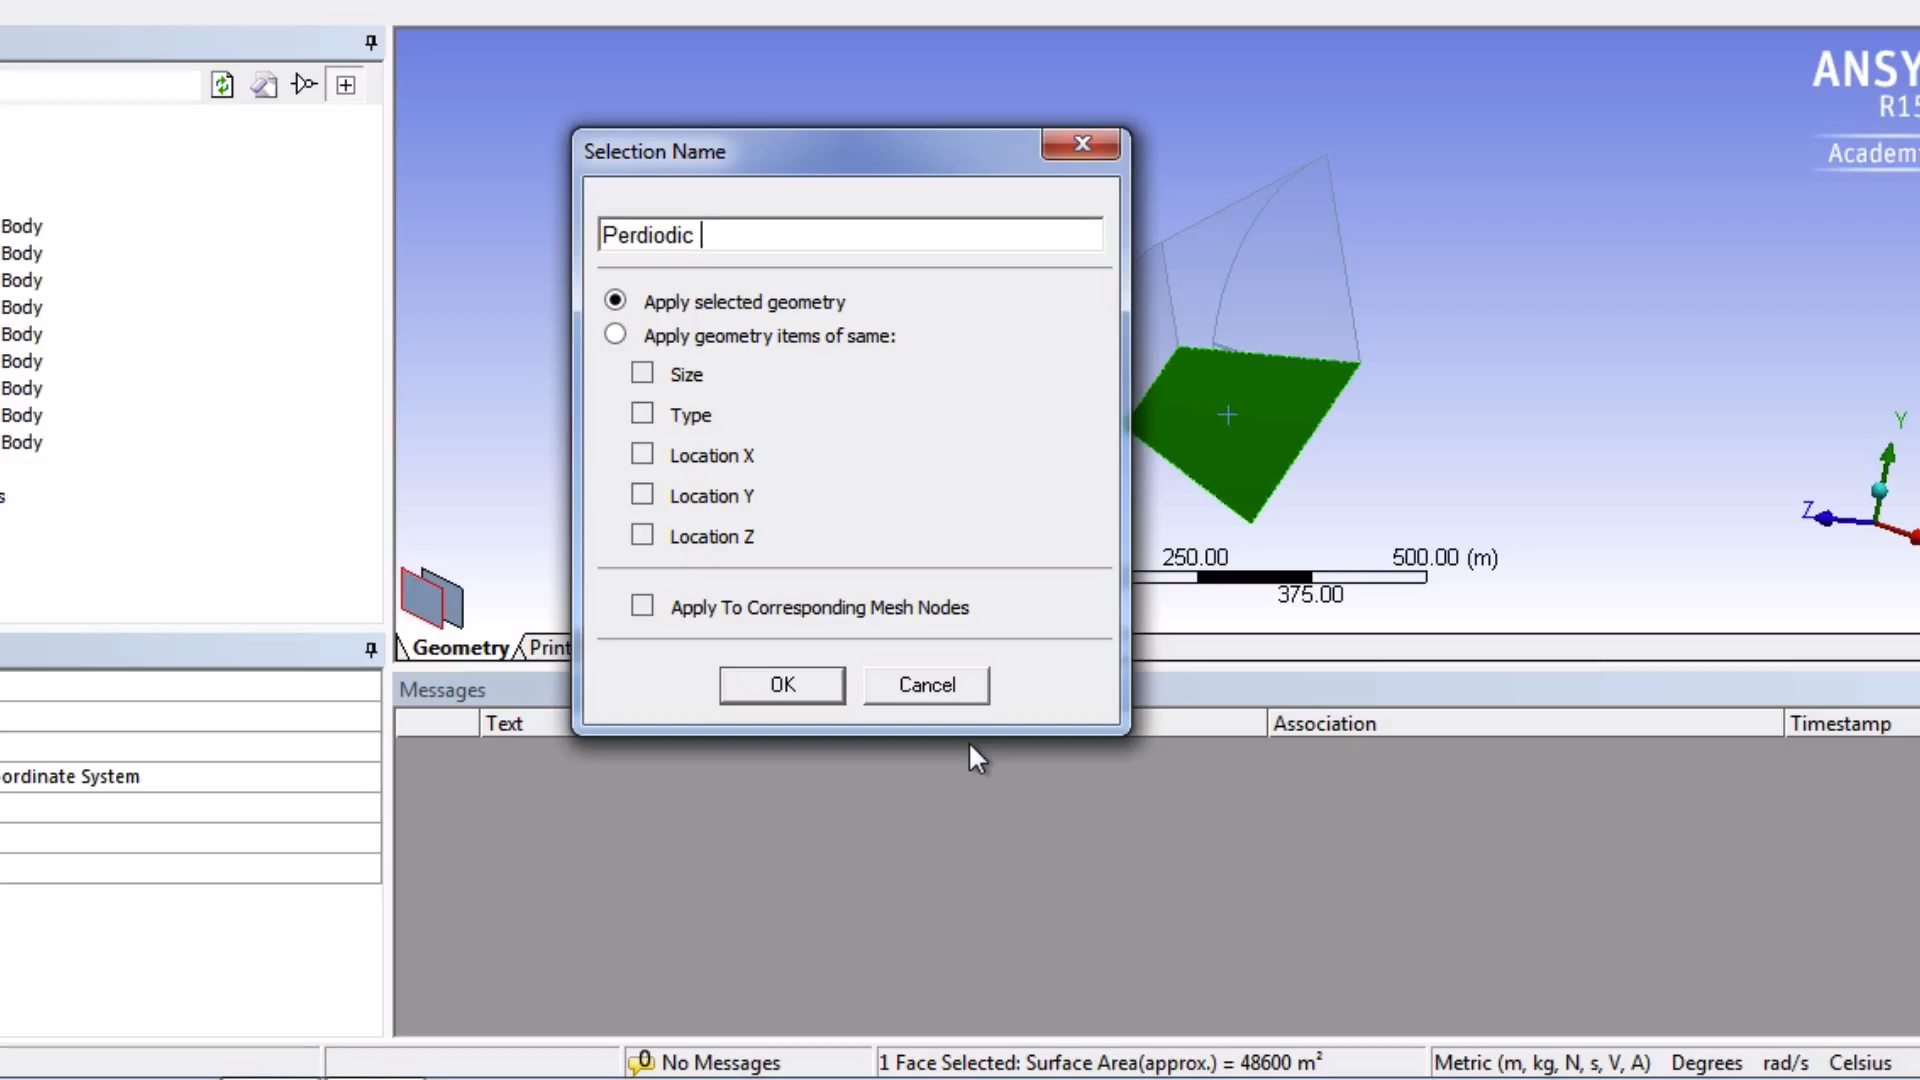 ANSY
R15
Academ
Selection Name
Perdiodic
Apply selected geometry
Apply geometry items of same:
Size
Type
Location X
Location Y
Location Z
Apply To Corresponding Mesh Nodes
OK
Cancel
Body
Body
Body
Body
Body
Body
Body
Body
Body
s
Y
Z
250.00
500.00 (m)
375.00
Geometry
Print
Messages
Text
Association
Timestamp
ordinate System
0 No Messages
1 Face Selected: Surface Area(approx.) = 48600 m²
Metric (m, kg, N, s, V, A)
Degrees
rad/s
Celsius